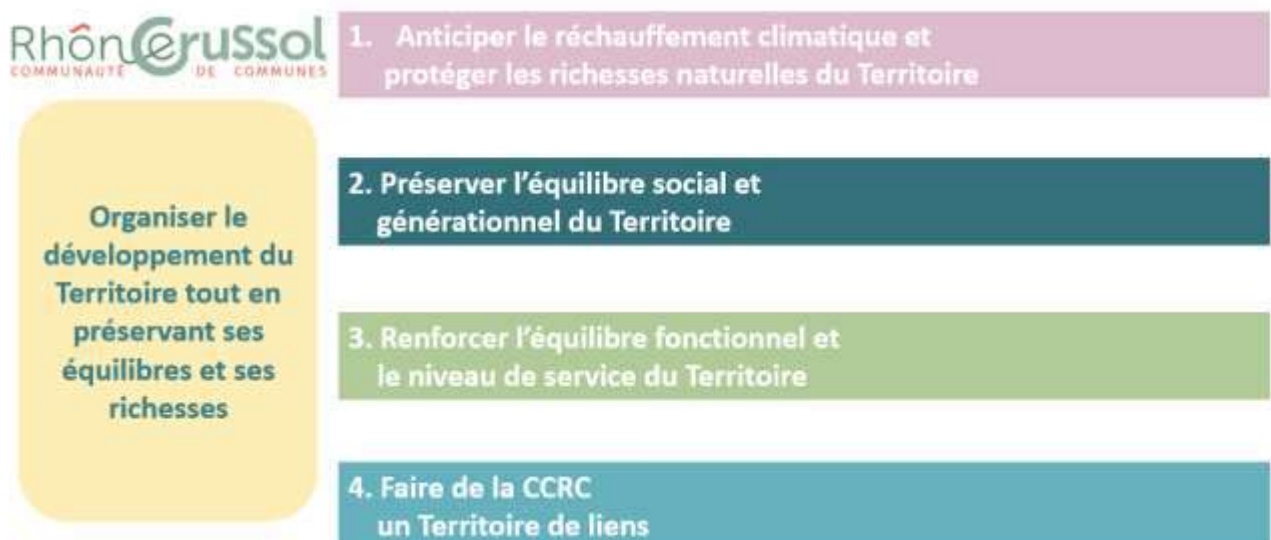 Rhône Crussol
COMMUNAUTÉ DE COMMUNES
Organiser le
développement du
Territoire tout en
préservant ses
équilibres et ses
richesses
1. Anticiper le réchauffement climatique et
protéger les richesses naturelles du Territoire
2. Préserver l’équilibre social et
générationnel du Territoire
3. Renforcer l’équilibre fonctionnel et
le niveau de service du Territoire
4. Faire de la CCRC
un Territoire de liens